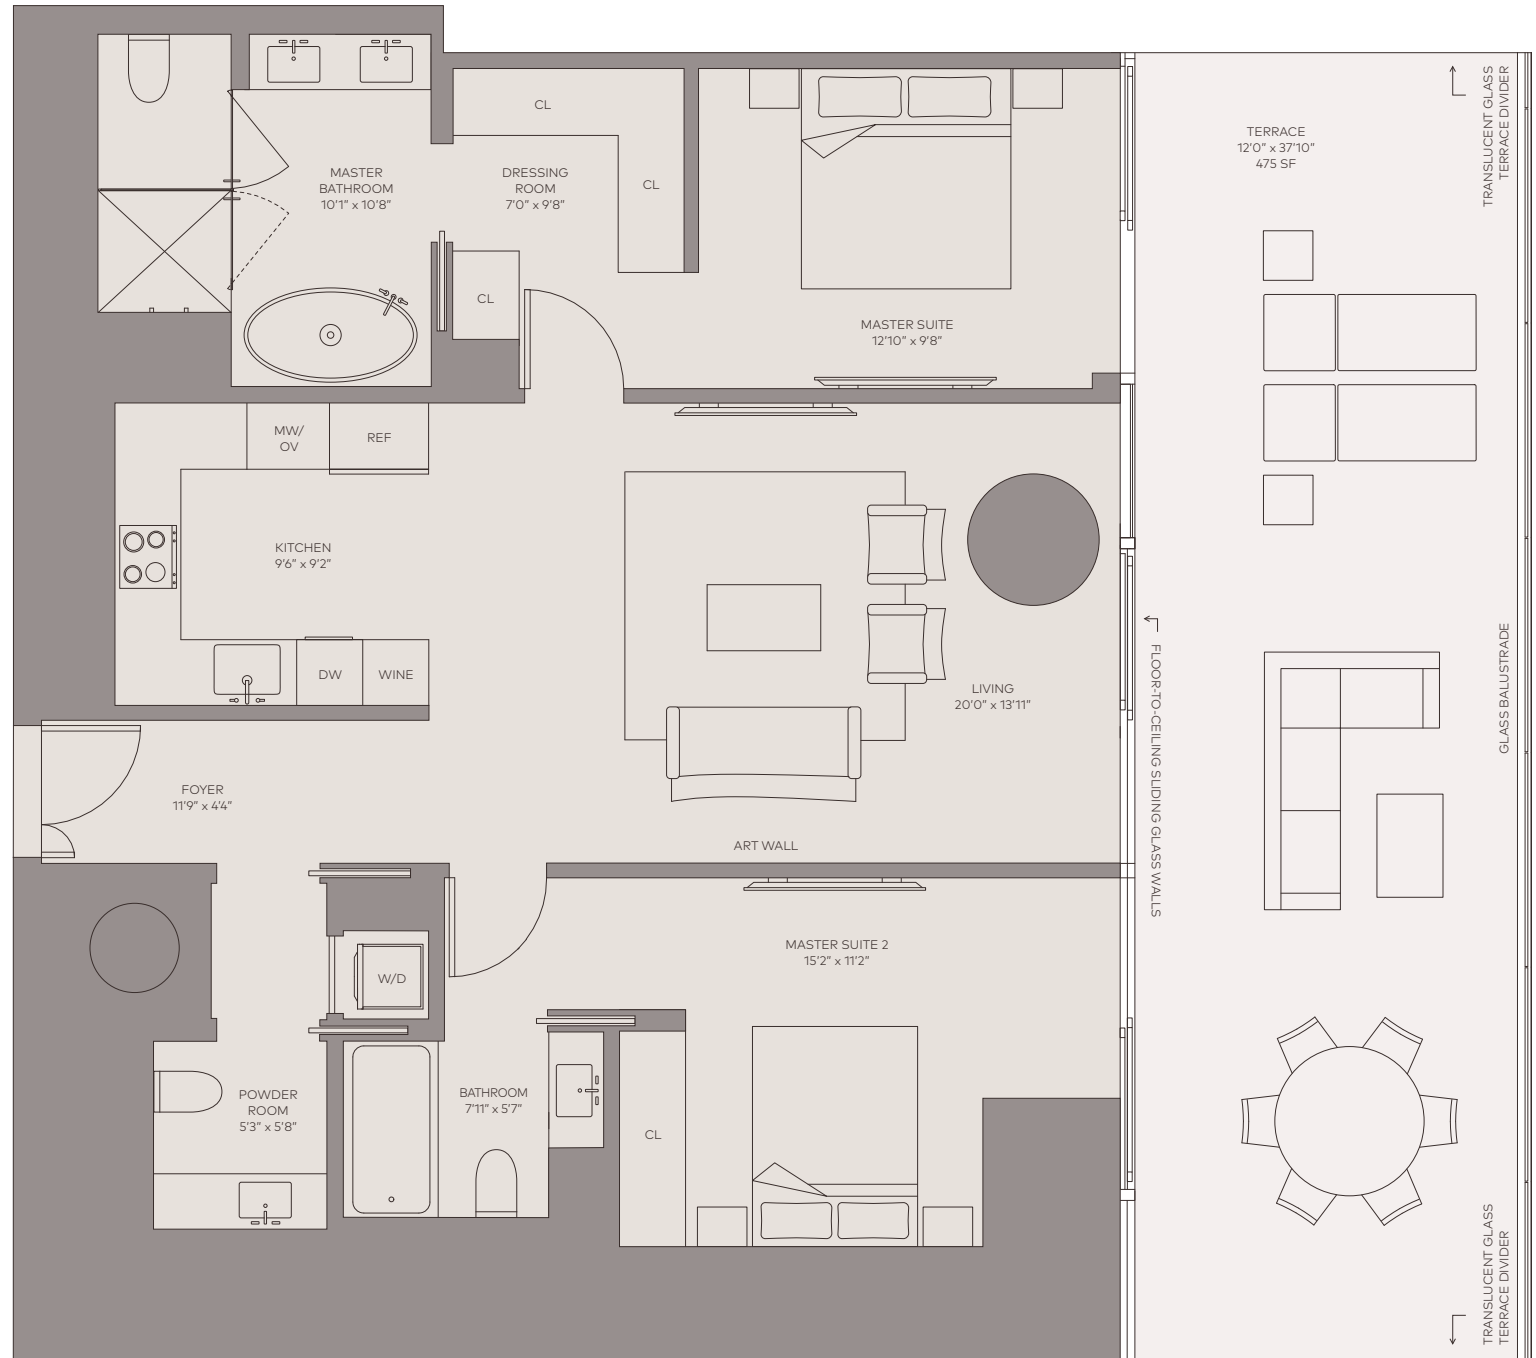 CL
MASTER
BATHROOM
10'1" x 10'8"
DRESSING
ROOM
7'0" x 9'8"
CL
CL
MASTER SUITE
12'10" x 9'8"
TERRACE
12'0" x 37'10"
475 SF
TRANSLUCENT GLASS
TERRACE DIVIDER
MW/
OV
REF
KITCHEN
9'6" x 9'2"
DW
WINE
LIVING
20'0" x 13'11"
FLOOR-TO-CEILING SLIDING GLASS WALLS
GLASS BALUSTRADE
FOYER
11'9" x 4'4"
ART WALL
MASTER SUITE 2
15'2" x 11'2"
W/D
POWDER
ROOM
5'3" x 5'8"
BATHROOM
7'11" x 5'7"
CL
TRANSLUCENT GLASS
TERRACE DIVIDER